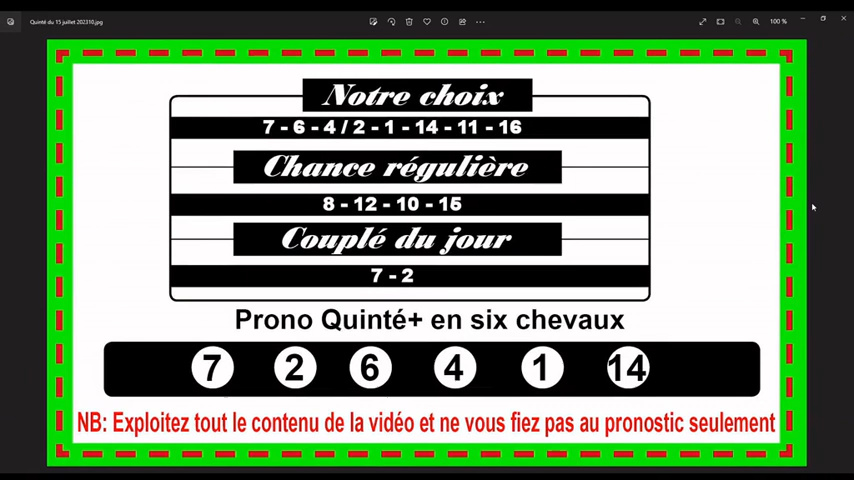 Quinté du 15 juillet 202310.jpg
100 %
Notre choix
7 - 6 - 4 / 2 - 1 - 14 - 11 - 16
Chance régulière
8 - 12 - 10 - 15
Couplé du jour
7 - 2
Prono Quinté+ en six chevaux
7 2 6 4 1 14
NB: Exploitez tout le contenu de la vidéo et ne vous fiez pas au pronostic seulement